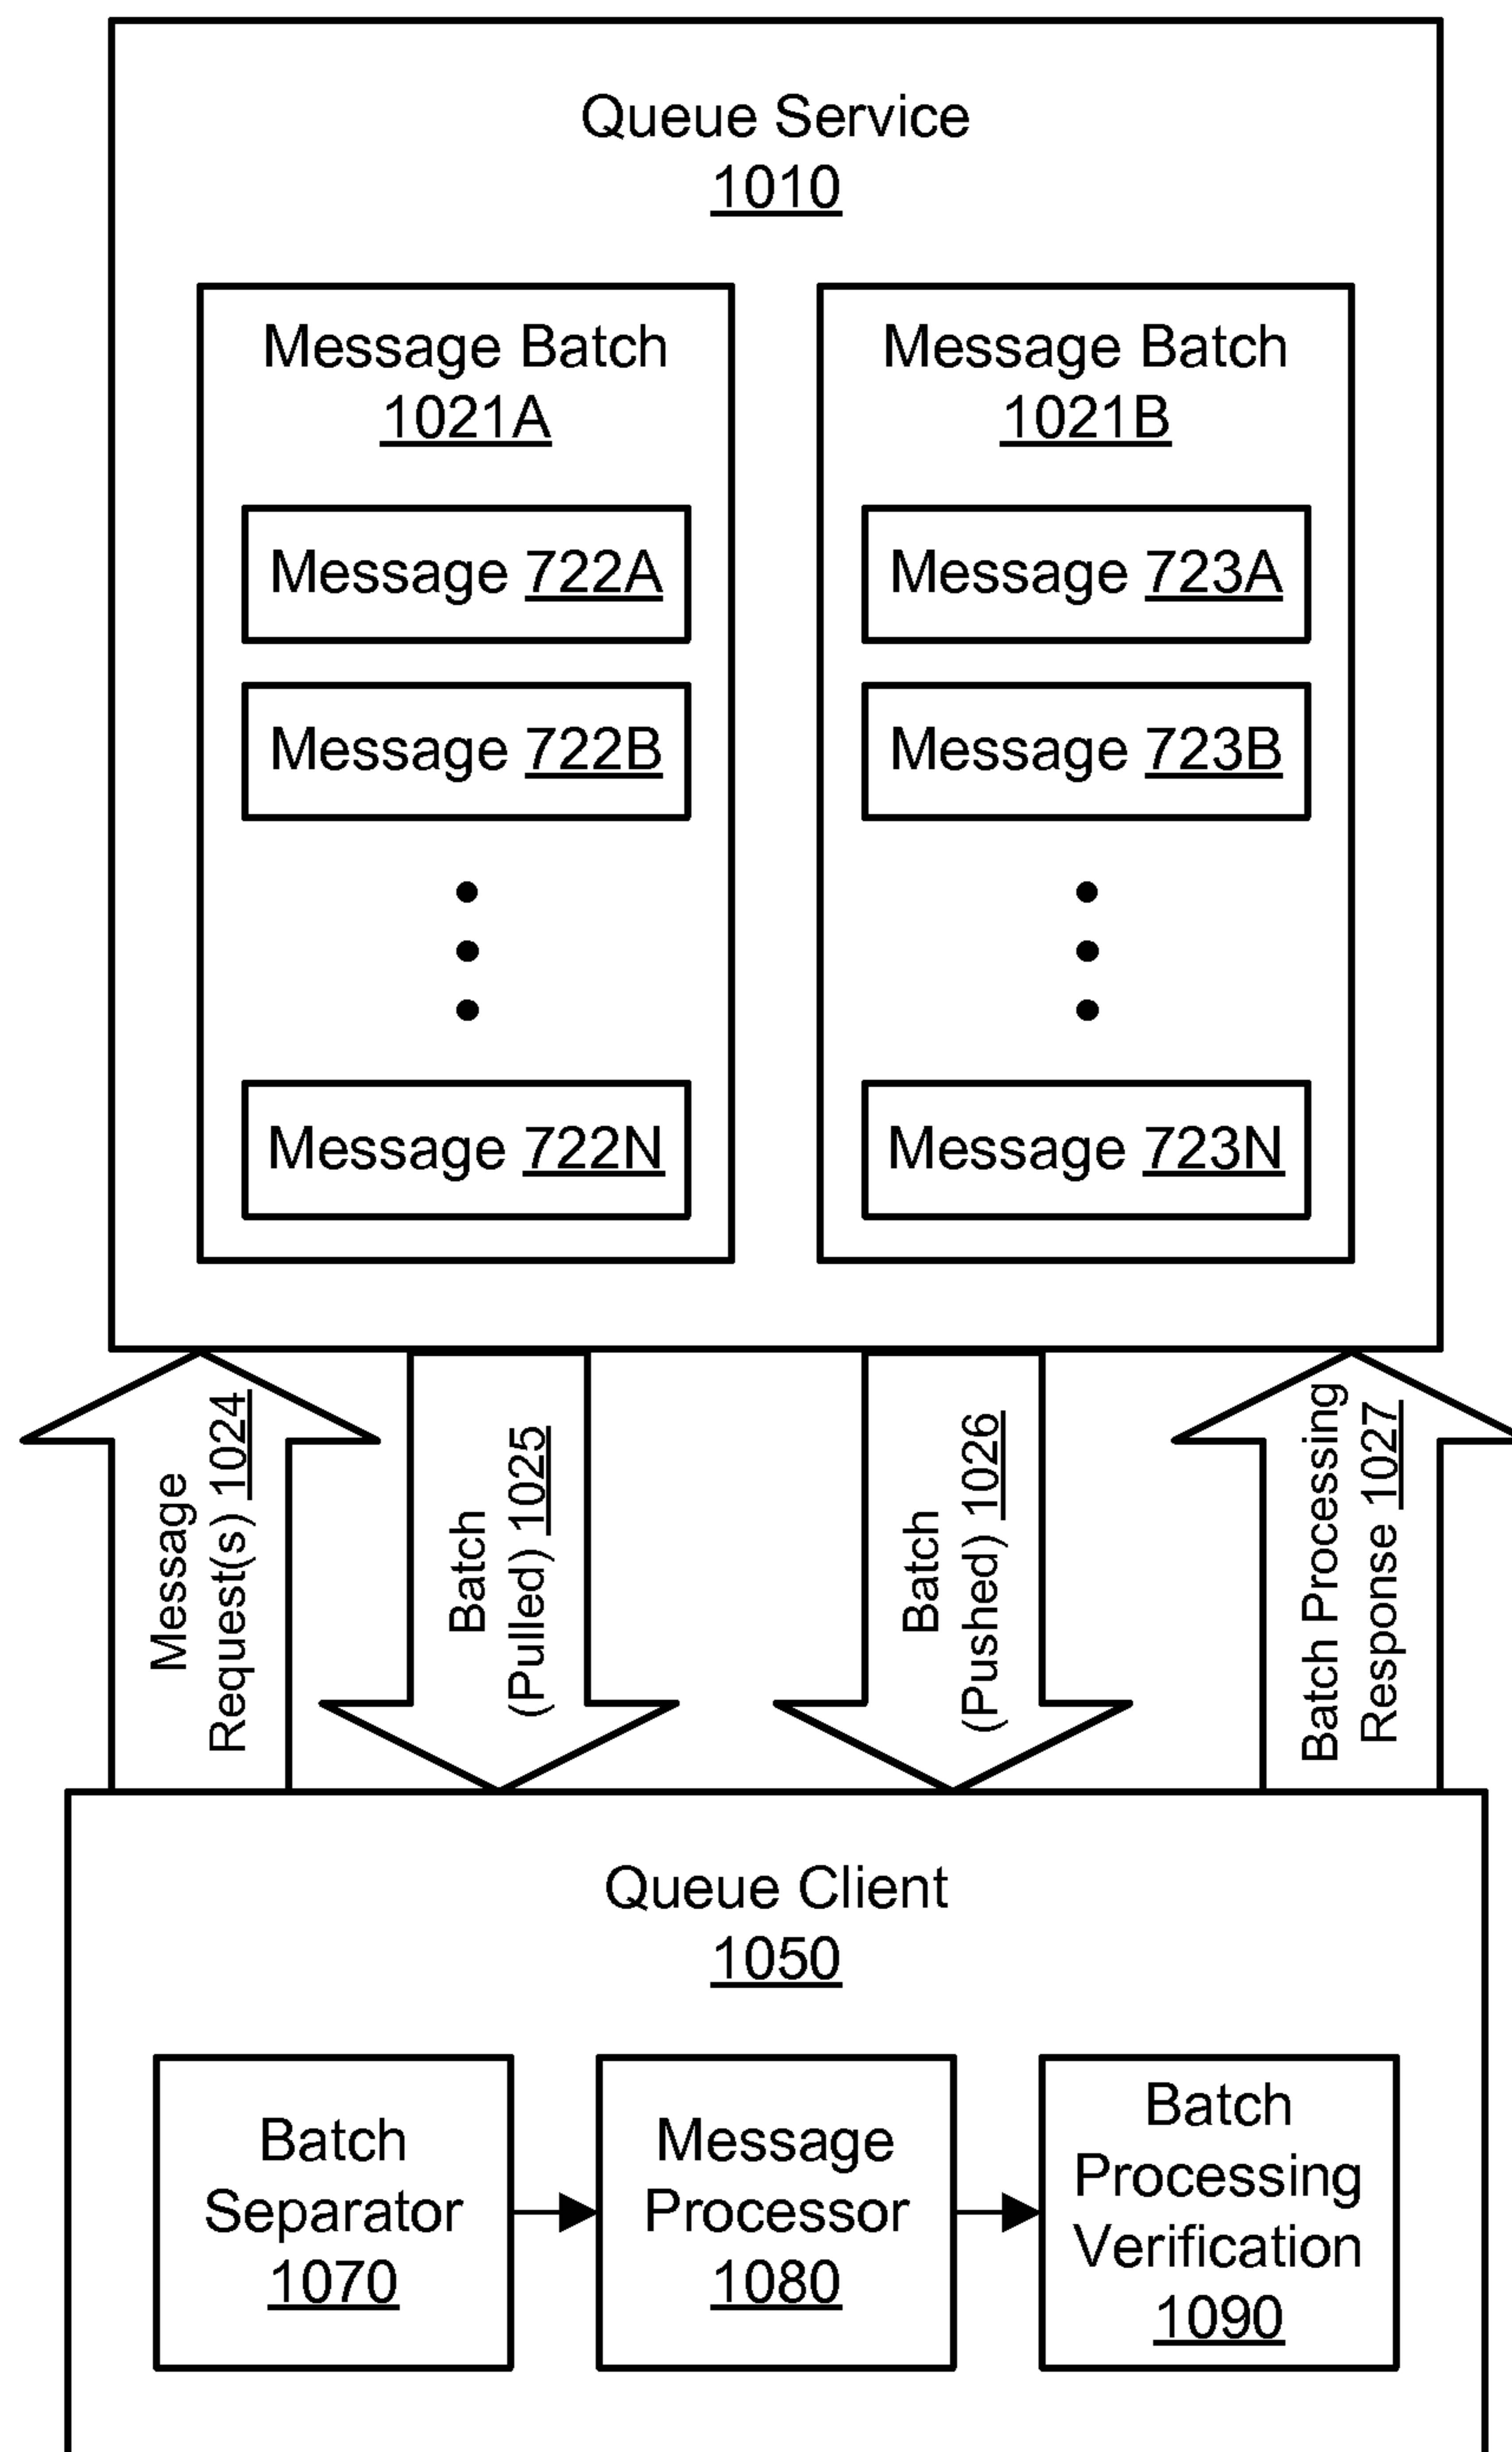 Queue Service
1010
Message Batch
1021A
Message 722A
Message 722B
Message 722N
Message Batch
1021B
Message 723A
Message 723B
Message 723N
Message
Request(s) 1024
Batch
(Pulled) 1025
Batch
(Pushed) 1026
Batch Processing
Response 1027
Queue Client
1050
Batch
Separator
1070
Message
Processor
1080
Batch
Processing
Verification
1090